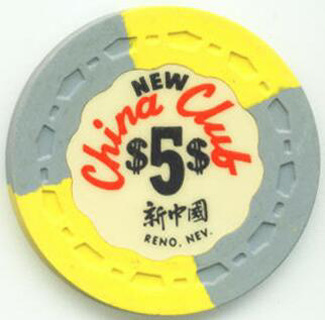 NEW
China Club
$5$
新中國
RENO, NEV.